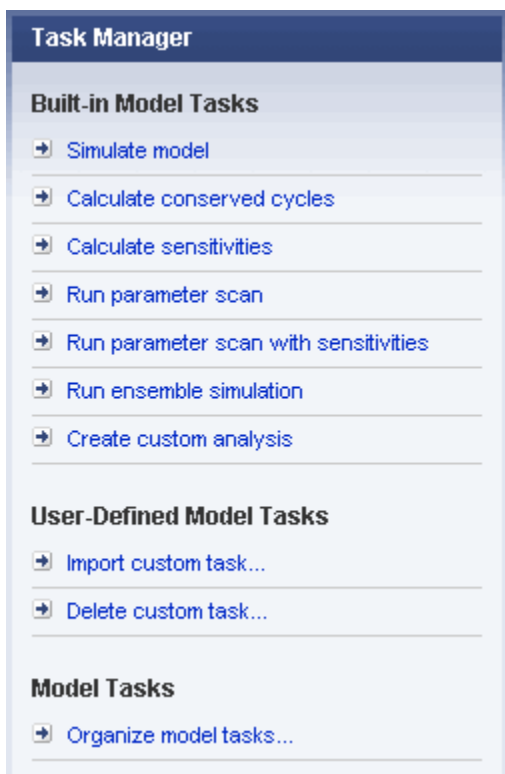 Task Manager
Built-in Model Tasks
Simulate model
Calculate conserved cycles
Calculate sensitivities
Run parameter scan
Run parameter scan with sensitivities
Run ensemble simulation
Create custom analysis
User-Defined Model Tasks
Import custom task...
Delete custom task...
Model Tasks
Organize model tasks...